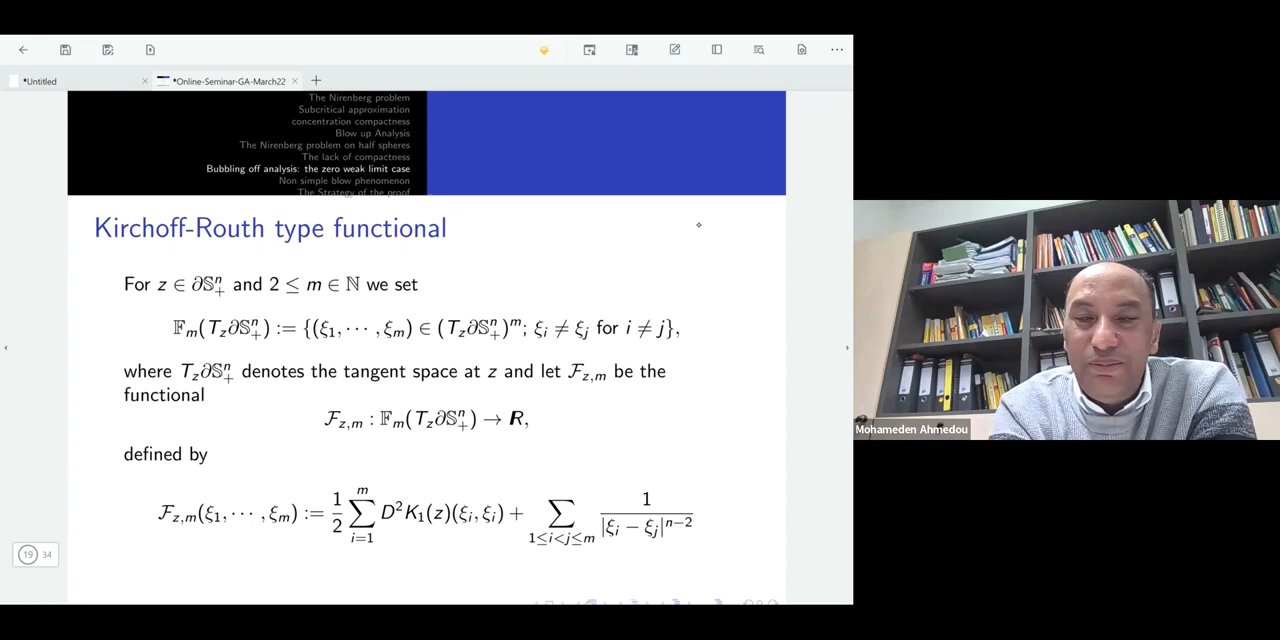 *Untitled
*Online-Seminar-GA-March22
The Nirenberg problem
Subcritical approximation
concentration compactness
Blow up Analysis
The Nirenberg problem on half spheres
The lack of compactness
Bubbling off analysis: the zero weak limit case
Non simple blow phenomenon
The Strategy of the proof
Kirchoff-Routh type functional
For z ∈ ∂𝕊ⁿ₊ and 2 ≤ m ∈ ℕ we set
𝔽ₘ(T_z∂𝕊ⁿ₊) := {(ξ₁, ⋯ , ξₘ) ∈ (T_z∂𝕊ⁿ₊)ᵐ; ξᵢ ≠ ξⱼ for i ≠ j},
where T_z∂𝕊ⁿ₊ denotes the tangent space at z and let ℱ_{z,m} be the
functional
ℱ_{z,m} : 𝔽ₘ(T_z∂𝕊ⁿ₊) → R,
defined by
ℱ_{z,m}(ξ₁, ⋯ , ξₘ) := 1/2 ∑_{i=1}^{m} D²K₁(z)(ξᵢ, ξᵢ) + ∑_{1≤i<j≤m} 1/|ξᵢ − ξⱼ|^{n−2}
19 34
Mohameden Ahmedou